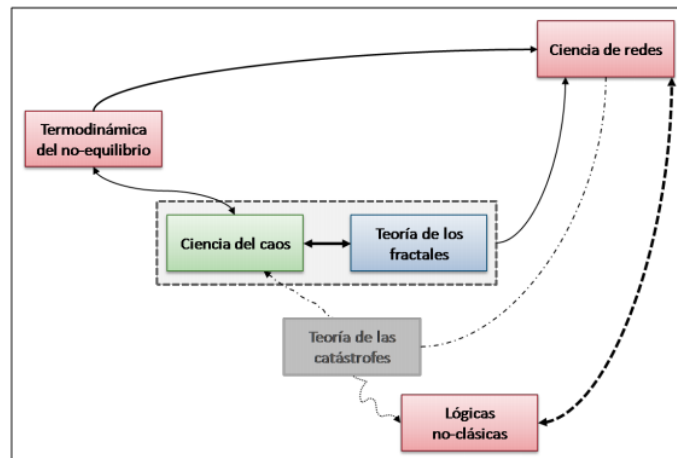 Ciencia de redes
Termodinámica
del no-equilibrio
Ciencia del caos
Teoría de los
fractales
Teoría de las
catástrofes
Lógicas
no-clásicas